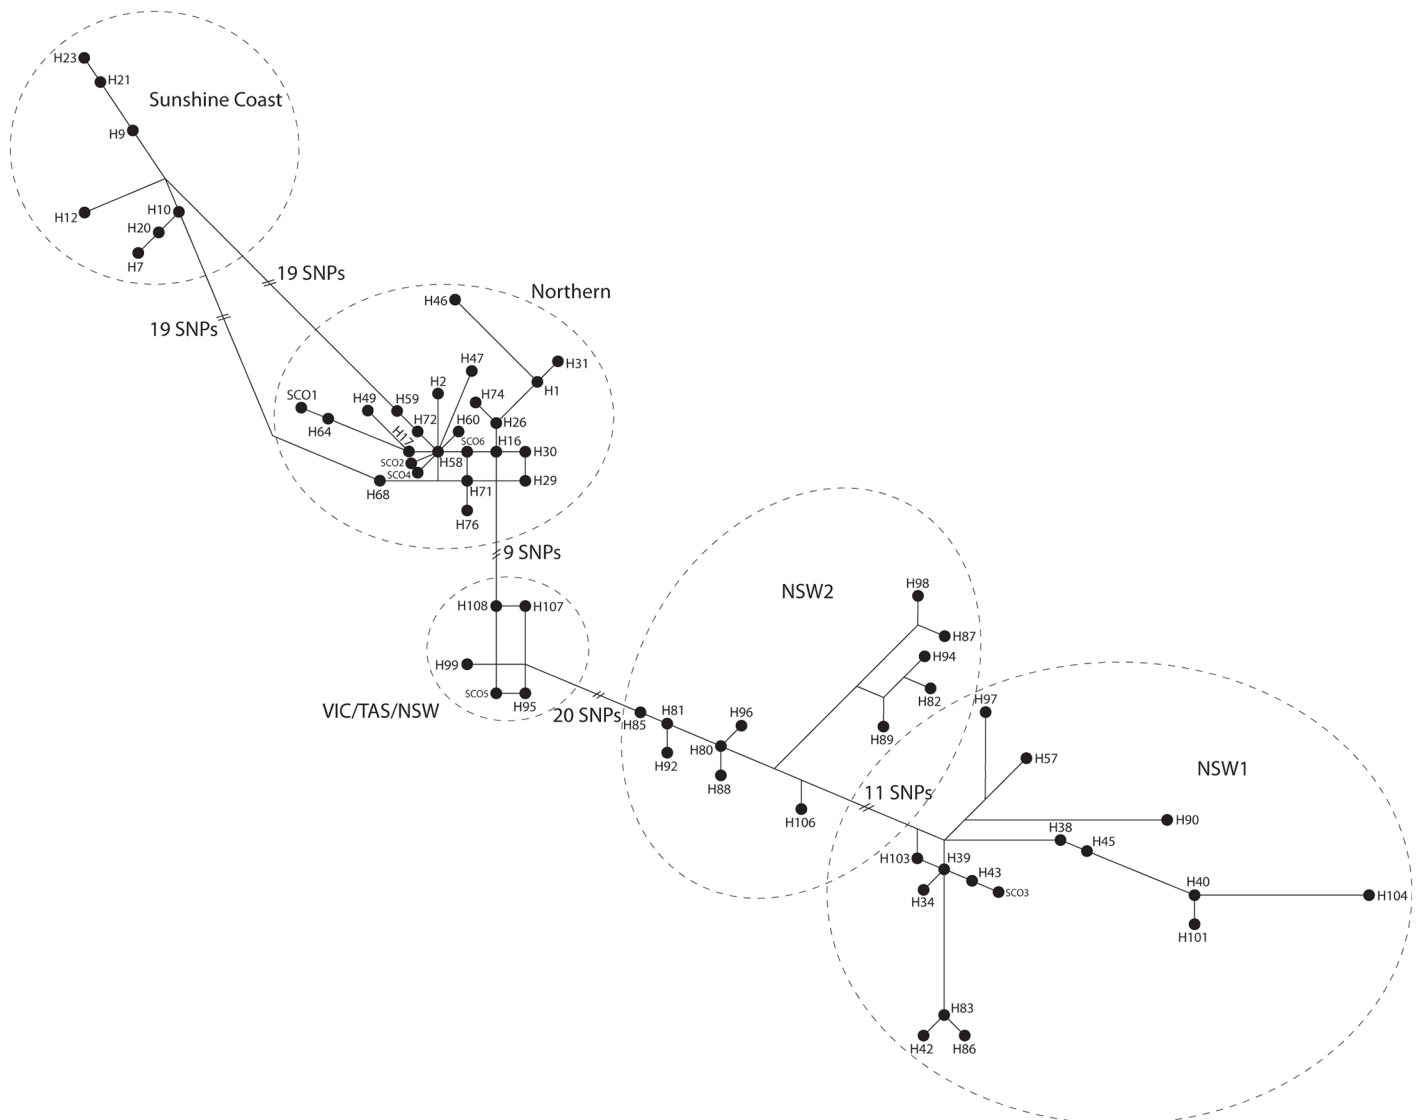 H23
H21
Sunshine Coast
H9
H12
H10
H20
H7
19 SNPs
19 SNPs
Northern
H46
H31
H47
H1
H2
SCO1
H49
H59
H74
H64
H17
H72
H60
H26
SCO6
H16
H30
SCO2
SCO4
H58
H68
H71
H29
H76
9 SNPs
H108
H107
H99
SCO5
H95
VIC/TAS/NSW
20 SNPs
NSW2
H98
H87
H94
H82
H89
H85
H81
H92
H96
H80
H88
H106
11 SNPs
H97
H57
NSW1
H90
H38
H45
H103
H39
H43
SCO3
H34
H40
H104
H101
H83
H42
H86